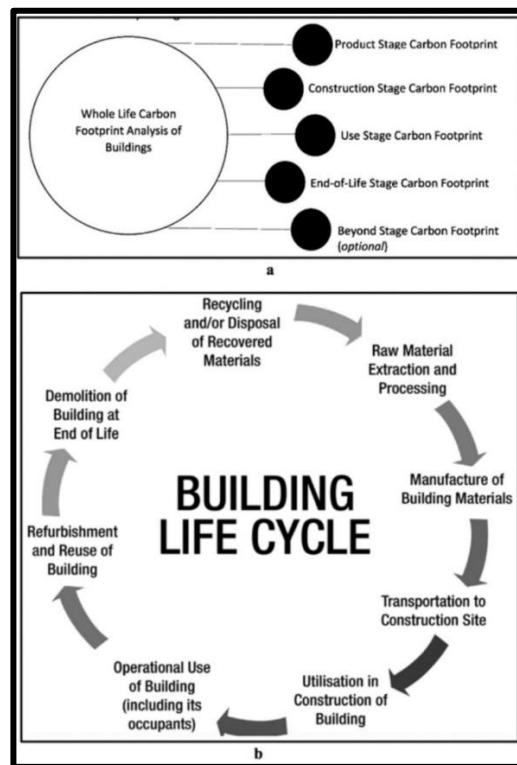 Whole Life Carbon
Footprint Analysis of
Buildings
Product Stage Carbon Footprint
Construction Stage Carbon Footprint
Use Stage Carbon Footprint
End-of-Life Stage Carbon Footprint
Beyond Stage Carbon Footprint
(optional)
a
Recycling
and/or Disposal
of Recovered
Materials
Raw Material
Extraction and
Processing
Manufacture of
Building Materials
Transportation to
Construction Site
Utilisation in
Construction of
Building
Operational Use
of Building
(including its
occupants)
Refurbishment
and Reuse of
Building
Demolition of
Building at
End of Life
BUILDING
LIFE CYCLE
b